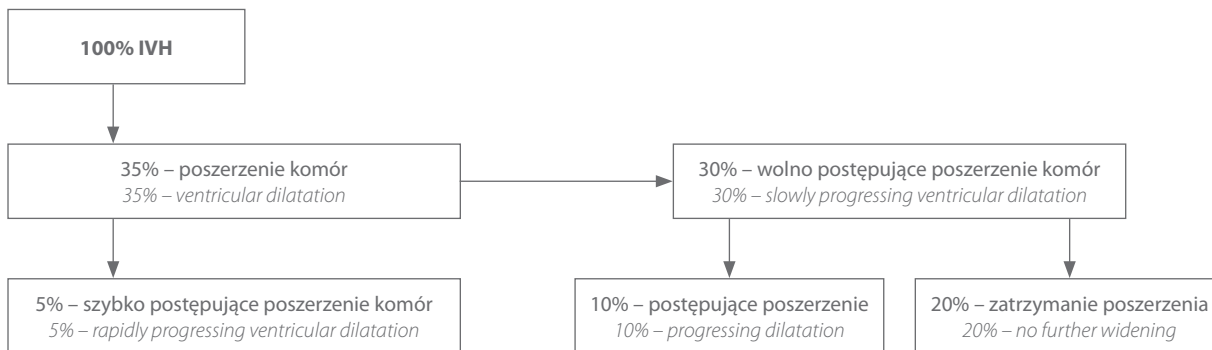 100% IVH
35% – poszerzenie komór
35% – ventricular dilatation
30% – wolno postępujące poszerzenie komór
30% – slowly progressing ventricular dilatation
5% – szybko postępujące poszerzenie komór
5% – rapidly progressing ventricular dilatation
10% – postępujące poszerzenie
10% – progressing dilatation
20% – zatrzymanie poszerzenia
20% – no further widening